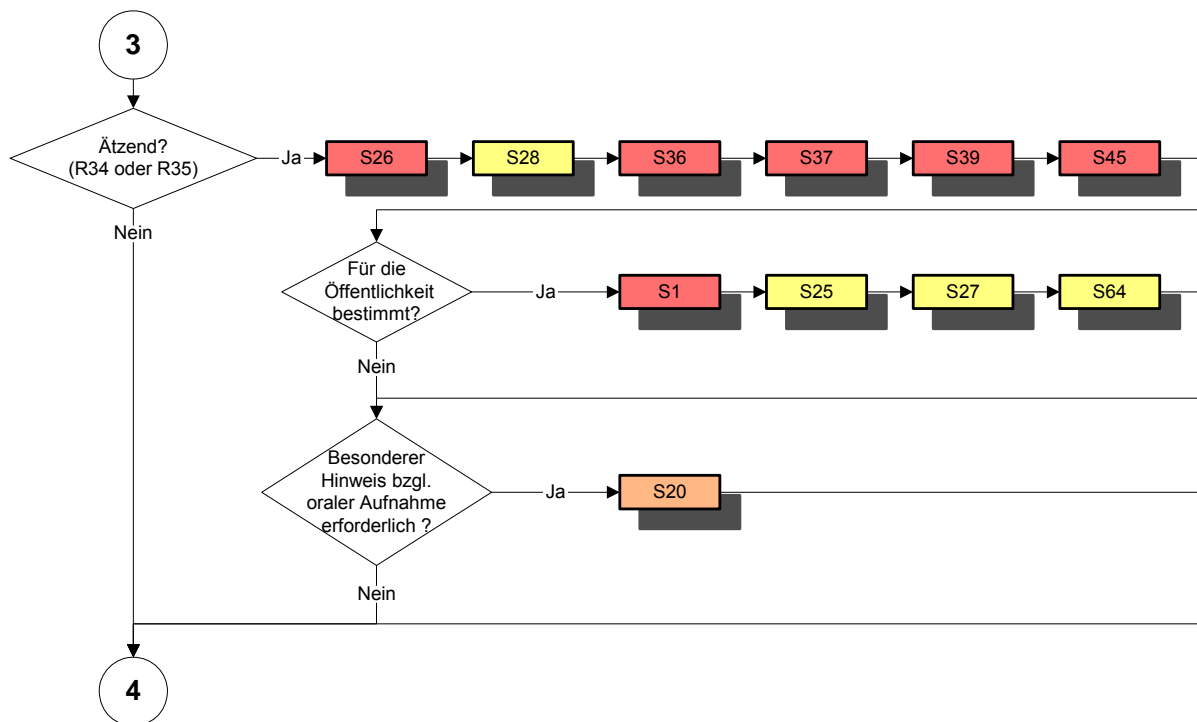 3
Ätzend?
(R34 oder R35)
Ja
S26
S28
S36
S37
S39
S45
Nein
Für die
Öffentlichkeit
bestimmt?
Ja
S1
S25
S27
S64
Nein
Besonderer
Hinweis bzgl.
oraler Aufnahme
erforderlich ?
Ja
S20
Nein
4